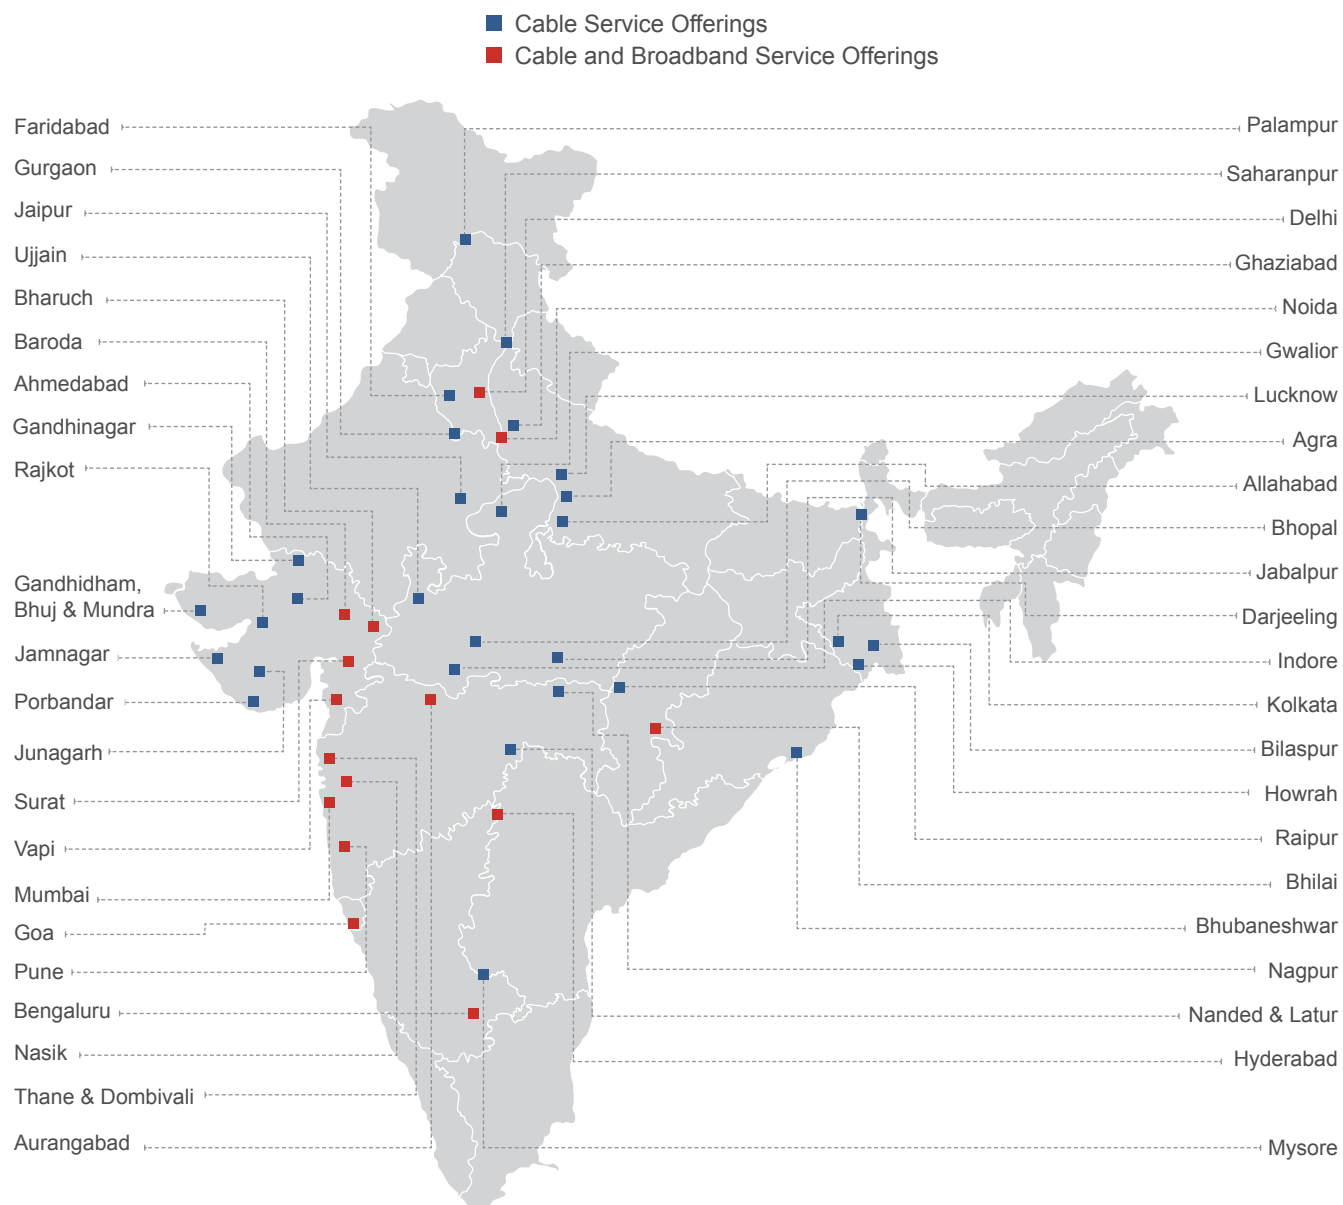 Cable Service Offerings
Cable and Broadband Service Offerings
Faridabad
Gurgaon
Jaipur
Ujjain
Bharuch
Baroda
Ahmedabad
Gandhinagar
Rajkot
Gandhidham,
Bhuj & Mundra
Jamnagar
Porbandar
Junagarh
Surat
Vapi
Mumbai
Goa
Pune
Bengaluru
Nasik
Thane & Dombivali
Aurangabad
Palampur
Saharanpur
Delhi
Ghaziabad
Noida
Gwalior
Lucknow
Agra
Allahabad
Bhopal
Jabalpur
Darjeeling
Indore
Kolkata
Bilaspur
Howrah
Raipur
Bhilai
Bhubaneshwar
Nagpur
Nanded & Latur
Hyderabad
Mysore